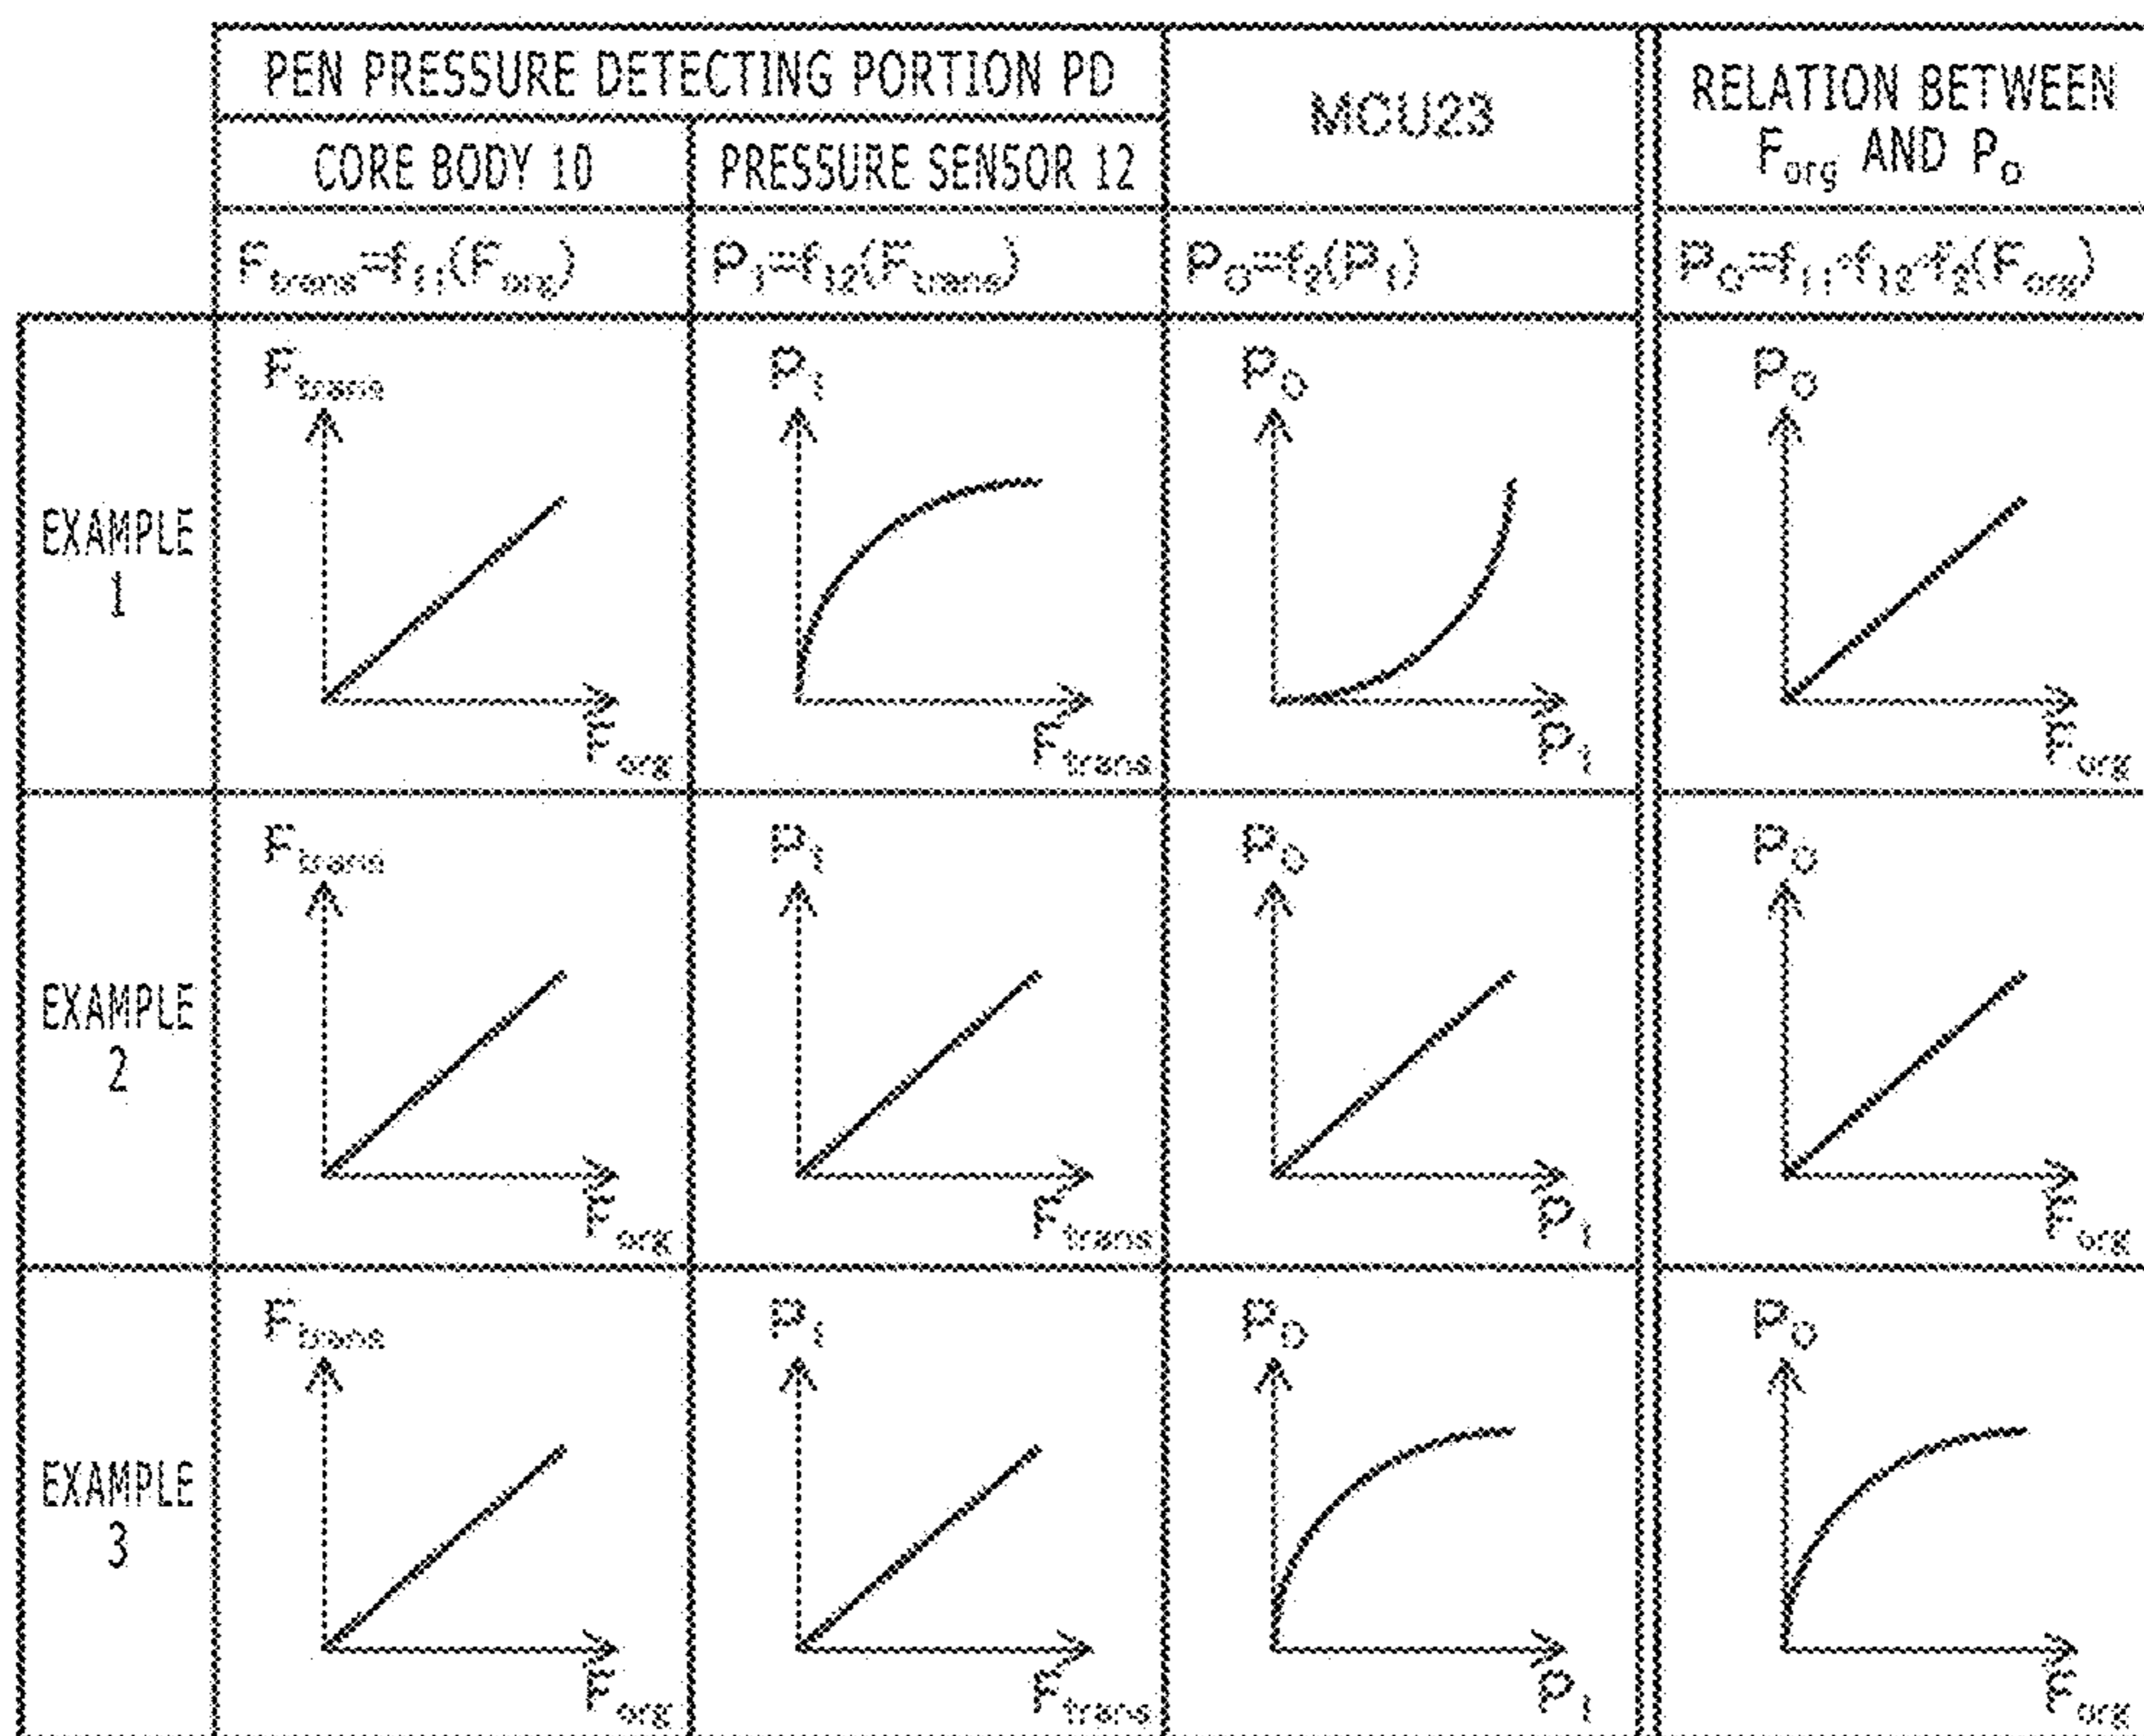 PEN PRESSURE DETECTING PORTION PD
MCU23
RELATION BETWEEN
F_org AND P_O
CORE BODY 10
PRESSURE SENSOR 12
F_trans=f_11(F_org)
P_1=f_12(F_trans)
P_O=f_2(P_1)
P_O=f_11·f_12·f_2(F_org)
EXAMPLE
1
F_trans
F_org
P_1
F_trans
P_O
P_1
P_O
F_org
EXAMPLE
2
F_trans
F_org
P_1
F_trans
P_O
P_1
P_O
F_org
EXAMPLE
3
F_trans
F_org
P_1
F_trans
P_O
P_1
P_O
F_org